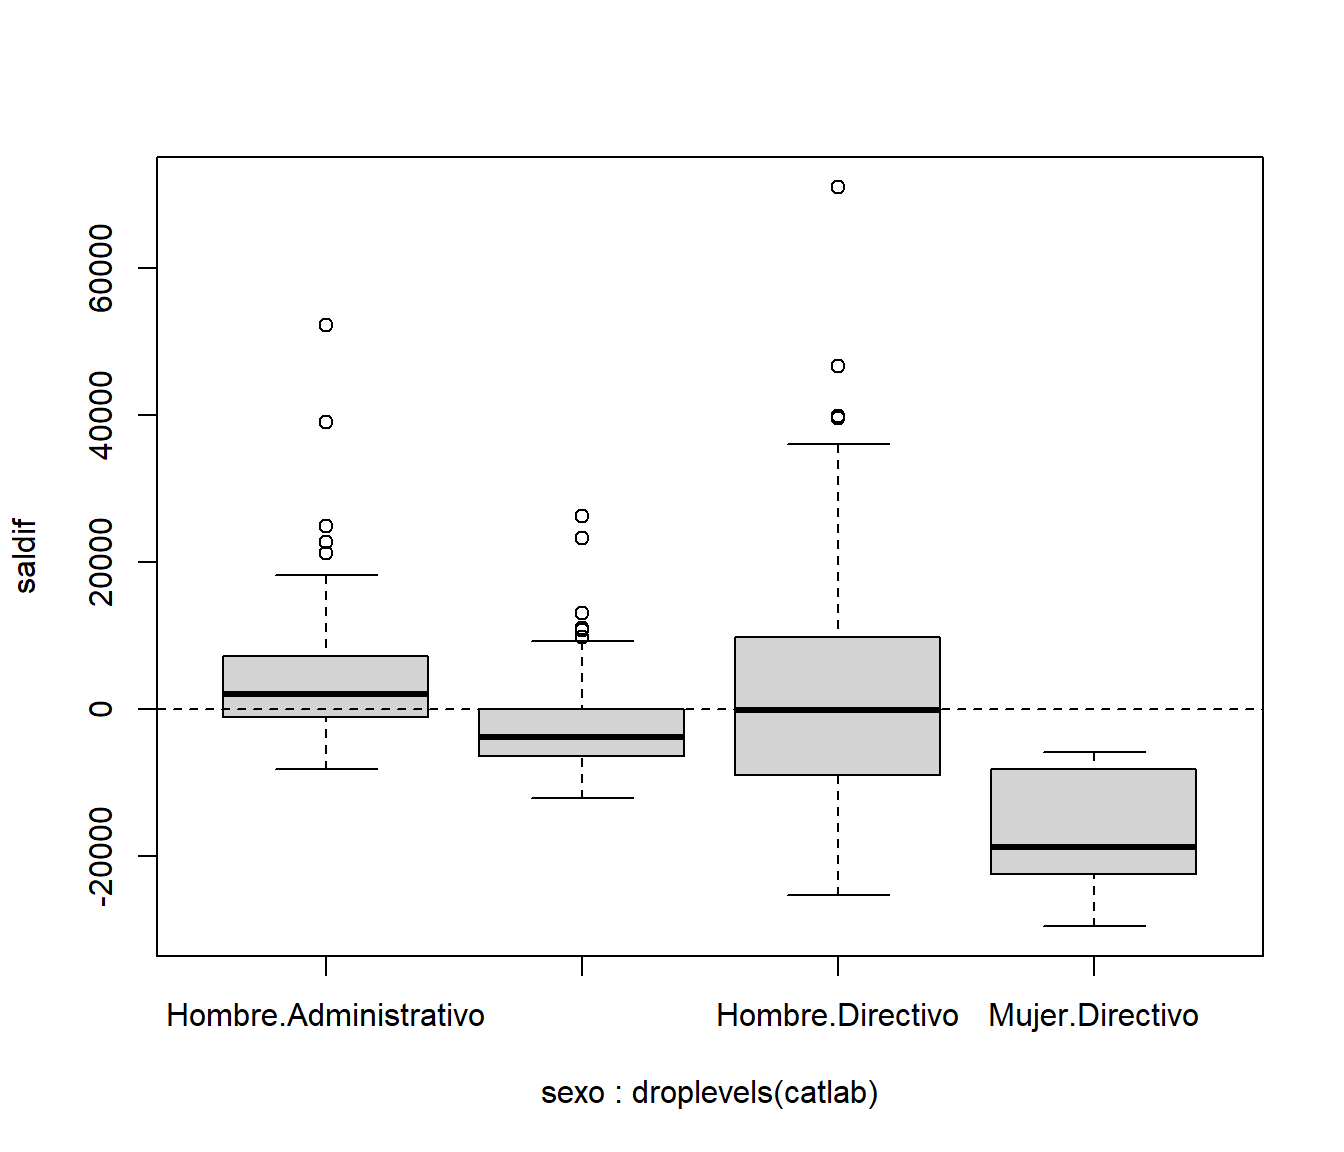 saldif
60000
40000
20000
0
-20000
Hombre.Administrativo Hombre.Directivo Mujer.Directivo
sexo : droplevels(catlab)